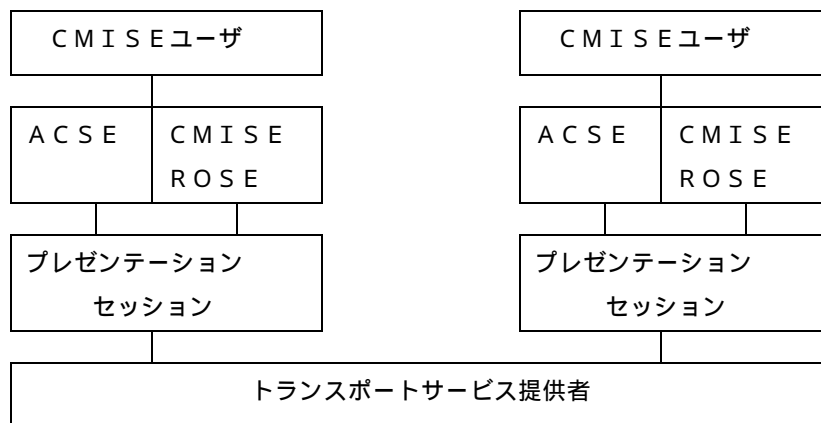 ＣＭＩＳＥユーザ
ＣＭＩＳＥユーザ
ＡＣＳＥ
ＣＭＩＳＥ
ＲＯＳＥ
ＡＣＳＥ
ＣＭＩＳＥ
ＲＯＳＥ
プレゼンテーション
セッション
プレゼンテーション
セッション
トランスポートサービス提供者